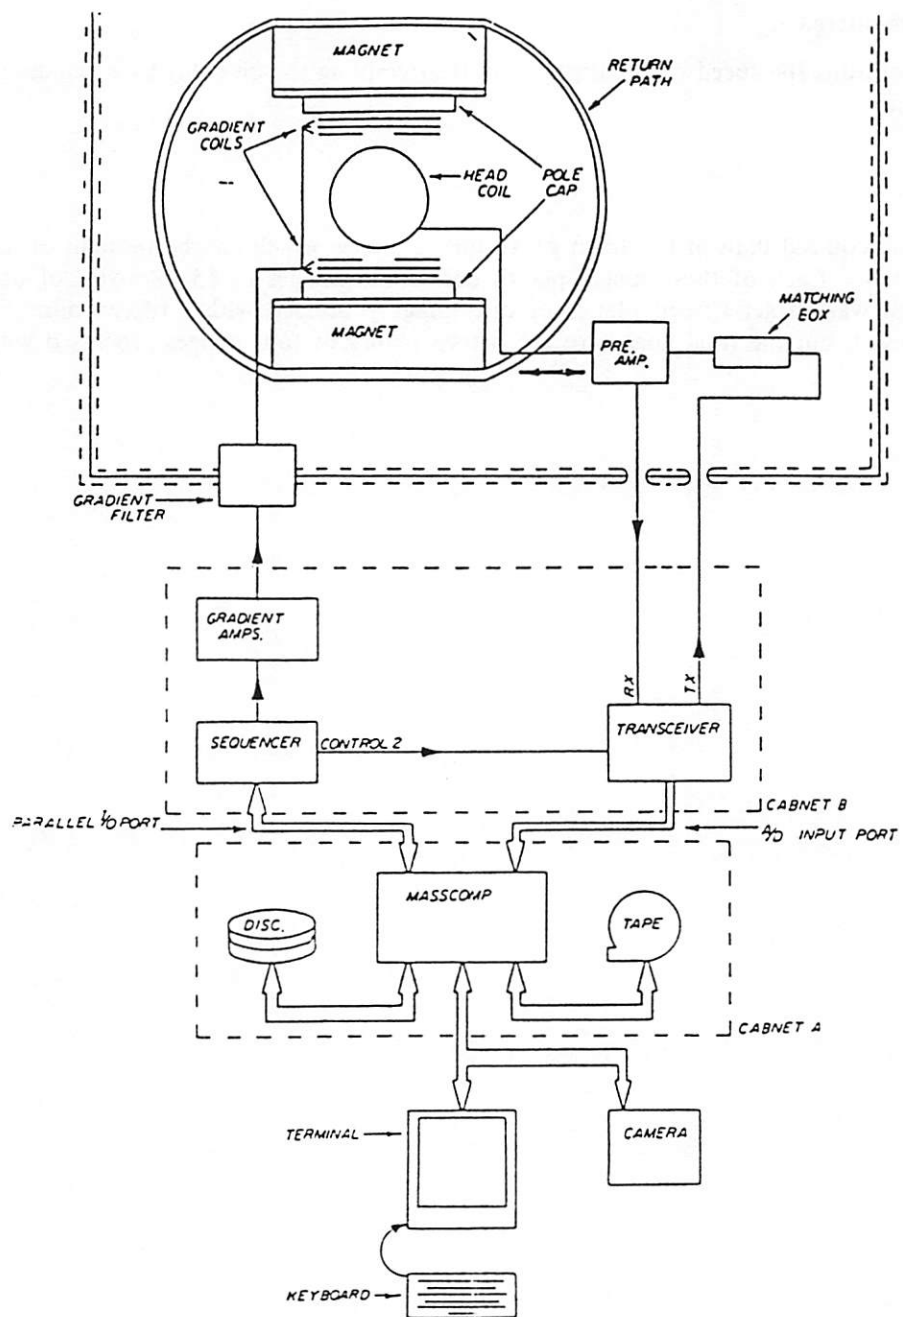 MAGNET
RETURN
PATH
GRADIENT
COILS
HEAD
COIL
POLE
CAP
MAGNET
MATCHING
EOX
PRE.
AMP.
GRADIENT
FILTER
GRADIENT
AMPS.
RX
TX
SEQUENCER
CONTROL 2
TRANSCEIVER
CABNET B
PARALLEL I/O PORT
A/D INPUT PORT
MASSCOMP
DISC.
TAPE
CABNET A
TERMINAL
CAMERA
KEYBOARD